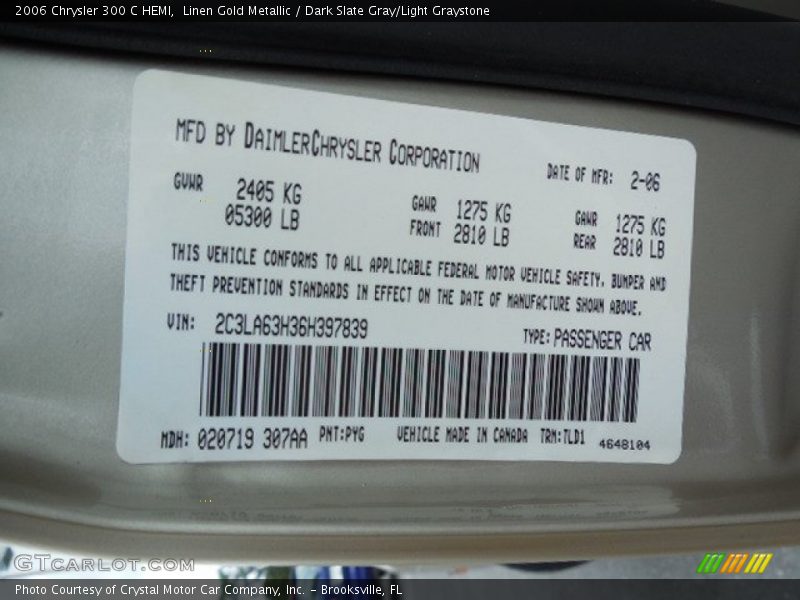 2006 Chrysler 300 C HEMI,  Linen Gold Metallic / Dark Slate Gray/Light Graystone
MFD BY DAIMLERCHRYSLER CORPORATION
DATE OF MFR: 2-06
GVWR 2405 KG
05300 LB
GAWR FRONT 1275 KG
2810 LB
GAWR REAR 1275 KG
2810 LB
THIS VEHICLE CONFORMS TO ALL APPLICABLE FEDERAL MOTOR VEHICLE SAFETY, BUMPER AND
THEFT PREVENTION STANDARDS IN EFFECT ON THE DATE OF MANUFACTURE SHOWN ABOVE.
VIN: 2C3LA63H36H397839
TYPE: PASSENGER CAR
MDH: 020719 307AA PNT:PYG VEHICLE MADE IN CANADA TRM:TLD1 4648104
GTCARLOT.COM
Photo Courtesy of Crystal Motor Car Company, Inc. - Brooksville, FL